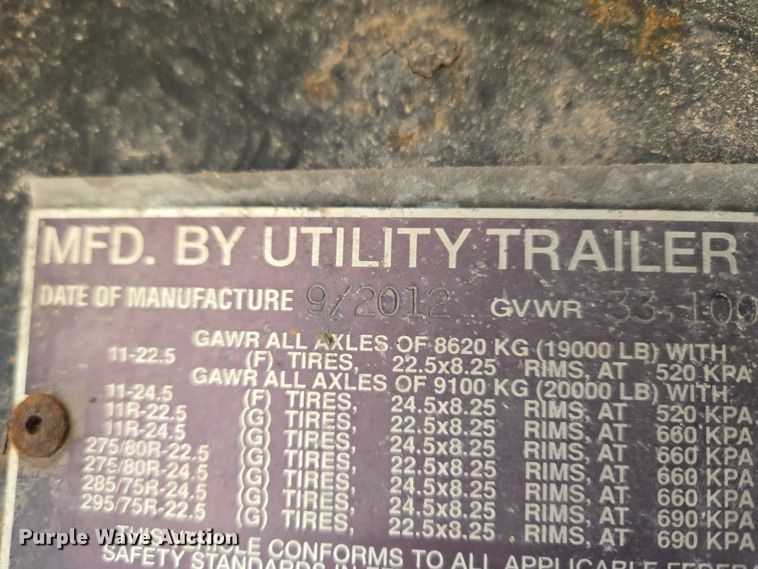 MFD. BY UTILITY TRAILER
DATE OF MANUFACTURE 9/2012 GVWR 33,100
GAWR ALL AXLES OF 8620 KG (19000 LB) WITH
11-22.5 (F) TIRES, 22.5x8.25 RIMS, AT 520 KPA
GAWR ALL AXLES OF 9100 KG (20000 LB) WITH
11-24.5 (F) TIRES, 24.5x8.25 RIMS, AT 520 KPA
11R-22.5 (G) TIRES, 22.5x8.25 RIMS, AT 660 KPA
11R-24.5 (G) TIRES, 24.5x8.25 RIMS, AT 660 KPA
275/80R-22.5 (G) TIRES, 22.5x8.25 RIMS, AT 660 KPA
275/80R-24.5 (G) TIRES, 24.5x8.25 RIMS, AT 660 KPA
285/75R-24.5 (G) TIRES, 24.5x8.25 RIMS, AT 690 KPA
295/75R-22.5 (G) TIRES, 22.5x8.25 RIMS, AT 690 KPA
THIS VEHICLE CONFORMS TO ALL APPLICABLE FEDERA
SAFETY STANDARDS IN
Purple Wave Auction